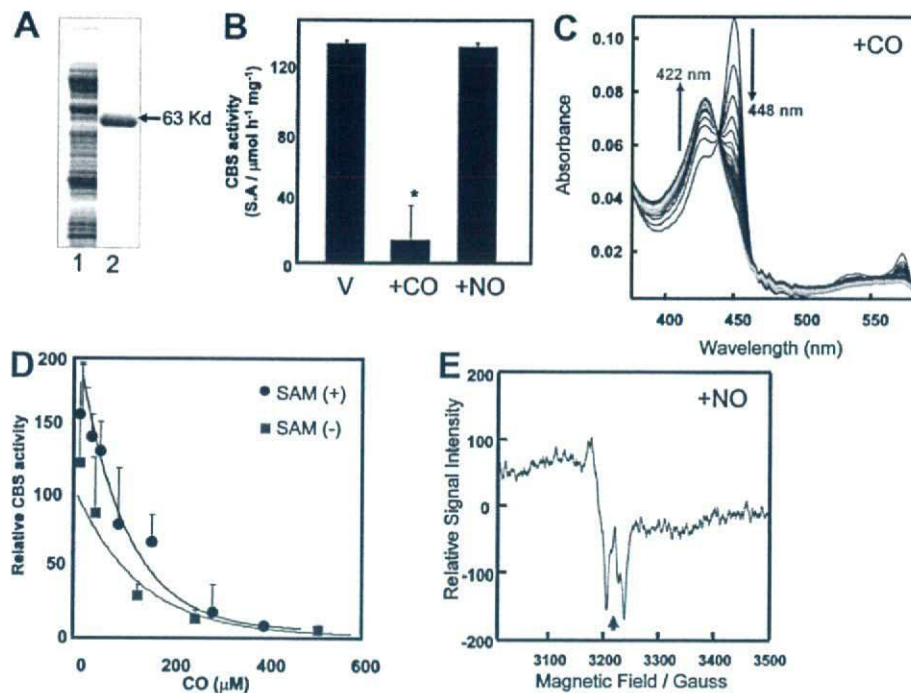 A
63 Kd
1 2
B
CBS activity
(S.A / μmol h⁻¹ mg⁻¹)
120
80
40
0
*
V +CO +NO
C
+CO
422 nm
448 nm
Absorbance
0.10
0.08
0.06
0.04
0.02
400 450 500 550
Wavelength (nm)
D
SAM (+)
SAM (-)
Relative CBS activity
200
150
100
50
0
0 200 400 600
CO (μM)
E
+NO
Relative Signal Intensity
200
100
0
-100
-200
3100 3200 3300 3400 3500
Magnetic Field / Gauss